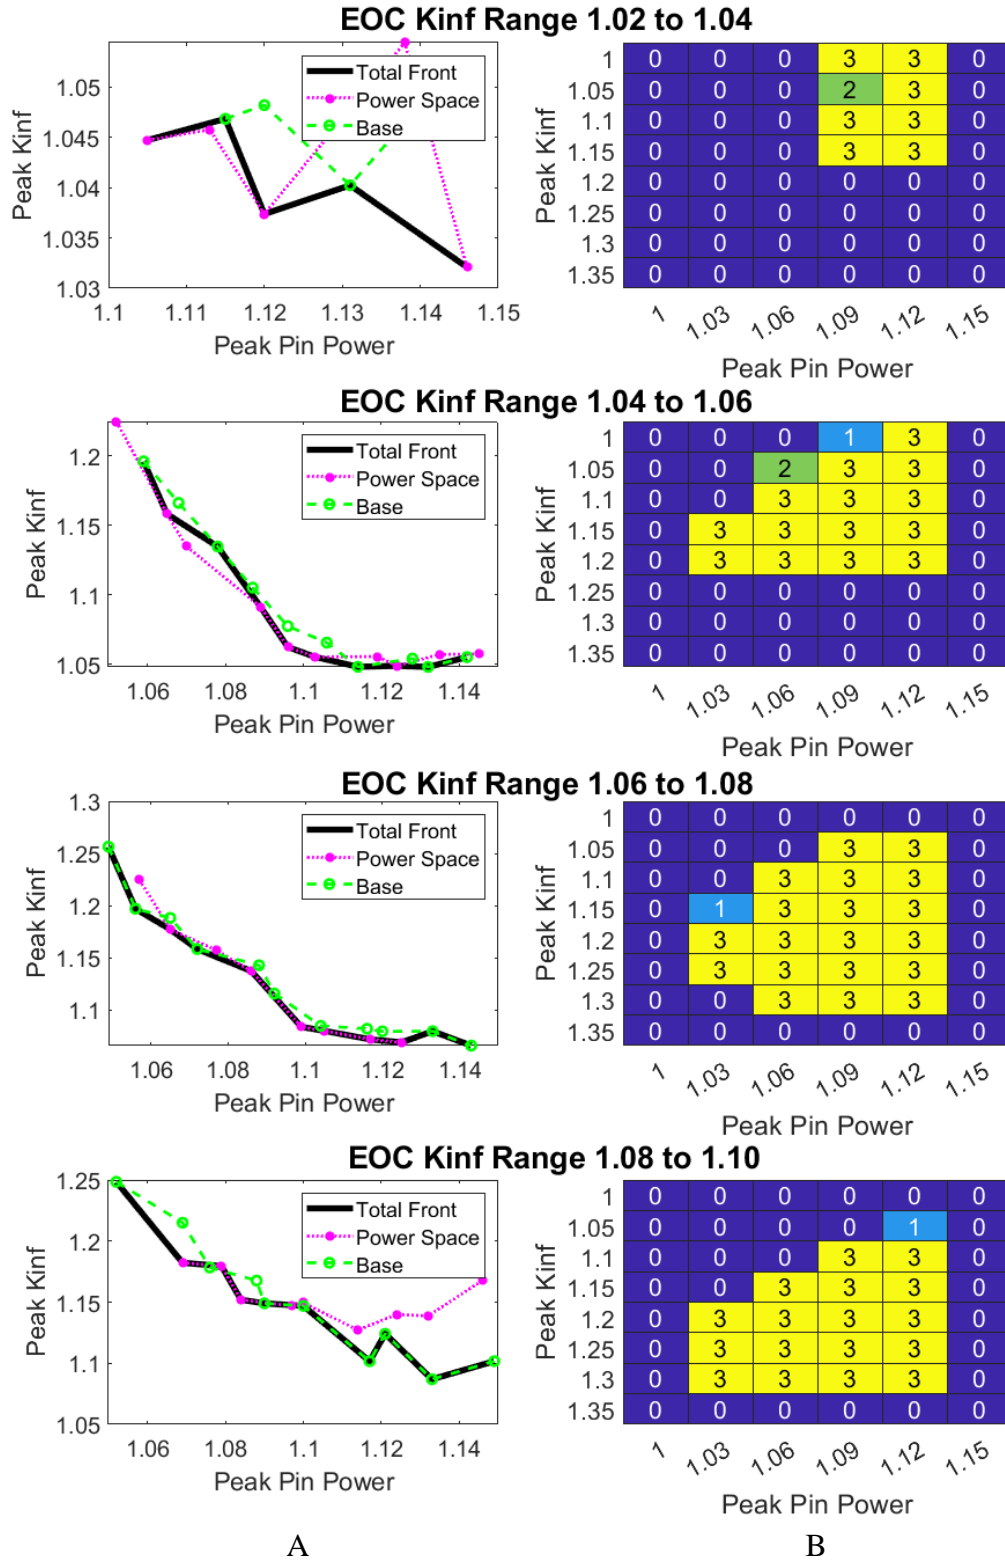 EOC Kinf Range 1.02 to 1.04
Peak Kinf
1.05
1.045
1.04
1.035
1.03
Total Front
Power Space
Base
1.1 1.11 1.12 1.13 1.14 1.15
Peak Pin Power
Peak Kinf
1 0 0 0 3 3 0
1.05 0 0 0 2 3 0
1.1 0 0 0 3 3 0
1.15 0 0 0 3 3 0
1.2 0 0 0 0 0 0
1.25 0 0 0 0 0 0
1.3 0 0 0 0 0 0
1.35 0 0 0 0 0 0
1 1.03 1.06 1.09 1.12 1.15
Peak Pin Power
EOC Kinf Range 1.04 to 1.06
Peak Kinf
1.2
1.15
1.1
1.05
Total Front
Power Space
Base
1.06 1.08 1.1 1.12 1.14
Peak Pin Power
Peak Kinf
1 0 0 0 1 3 0
1.05 0 0 2 3 3 0
1.1 0 0 3 3 3 0
1.15 0 3 3 3 3 0
1.2 0 3 3 3 3 0
1.25 0 0 0 0 0 0
1.3 0 0 0 0 0 0
1.35 0 0 0 0 0 0
1 1.03 1.06 1.09 1.12 1.15
Peak Pin Power
EOC Kinf Range 1.06 to 1.08
Peak Kinf
1.3
1.25
1.2
1.15
1.1
Total Front
Power Space
Base
1.06 1.08 1.1 1.12 1.14
Peak Pin Power
Peak Kinf
1 0 0 0 0 0 0
1.05 0 0 0 3 3 0
1.1 0 0 3 3 3 0
1.15 0 1 3 3 3 0
1.2 0 3 3 3 3 0
1.25 0 3 3 3 3 0
1.3 0 0 3 3 3 0
1.35 0 0 0 0 0 0
1 1.03 1.06 1.09 1.12 1.15
Peak Pin Power
EOC Kinf Range 1.08 to 1.10
Peak Kinf
1.25
1.2
1.15
1.1
1.05
Total Front
Power Space
Base
1.06 1.08 1.1 1.12 1.14
Peak Pin Power
Peak Kinf
1 0 0 0 0 0 0
1.05 0 0 0 0 1 0
1.1 0 0 0 3 3 0
1.15 0 0 3 3 3 0
1.2 0 3 3 3 3 0
1.25 0 3 3 3 3 0
1.3 0 3 3 3 3 0
1.35 0 0 0 0 0 0
1 1.03 1.06 1.09 1.12 1.15
Peak Pin Power
A
B